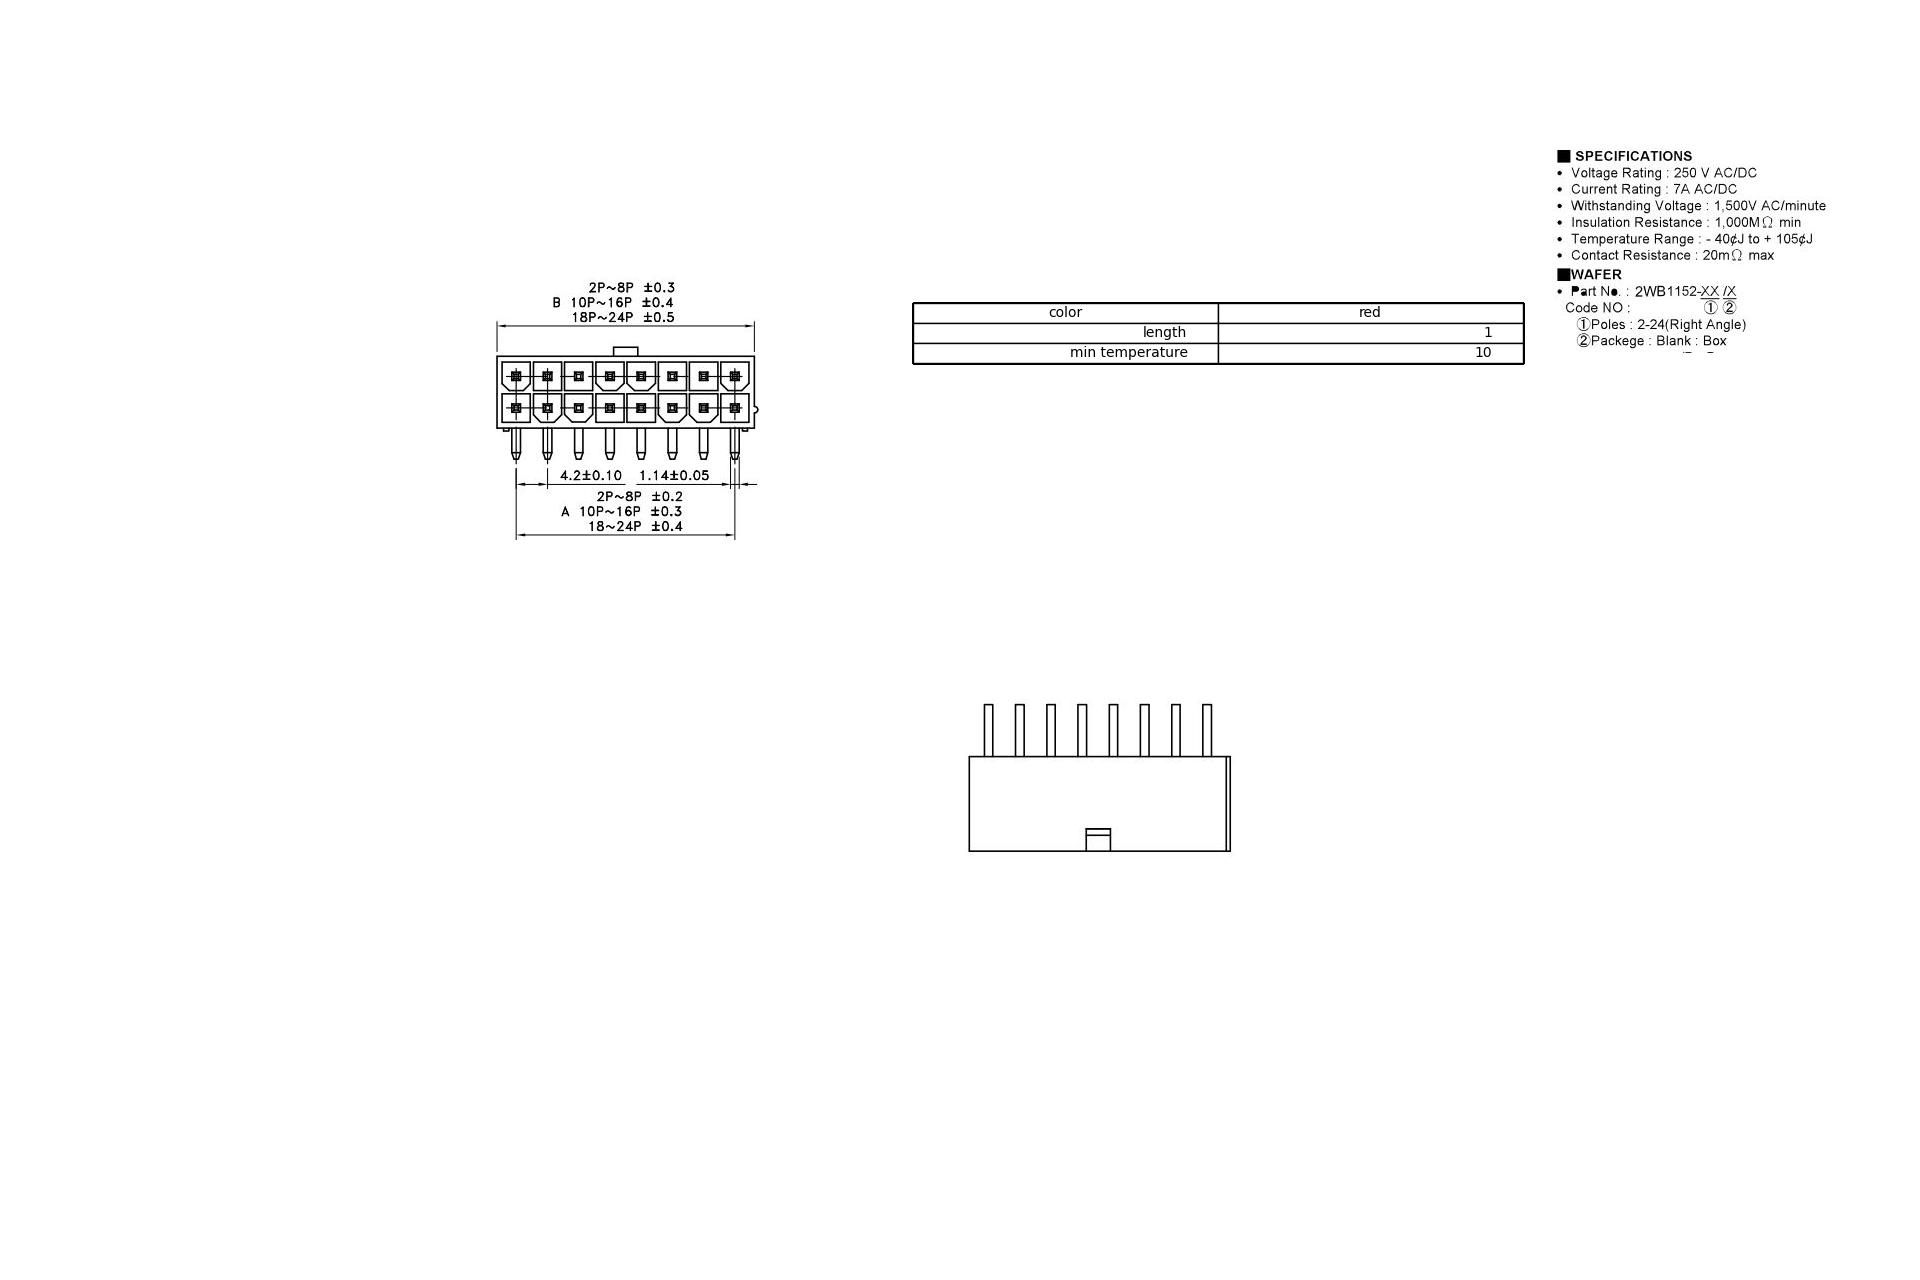 2P~8P ±0.3
B 10P~16P ±0.4
18P~24P ±0.5
4.2±0.10 1.14±0.05
2P~8P ±0.2
A 10P~16P ±0.3
18~24P ±0.4
color red
length 1
min temperature 10
■ SPECIFICATIONS
• Voltage Rating : 250 V AC/DC
• Current Rating : 7A AC/DC
• Withstanding Voltage : 1,500V AC/minute
• Insulation Resistance : 1,000MΩ min
• Temperature Range : - 40¢J to + 105¢J
• Contact Resistance : 20mΩ max
■WAFER
• Part No. : 2WB1152-XX /X
Code NO : ① ②
①Poles : 2-24(Right Angle)
②Packege : Blank : Box